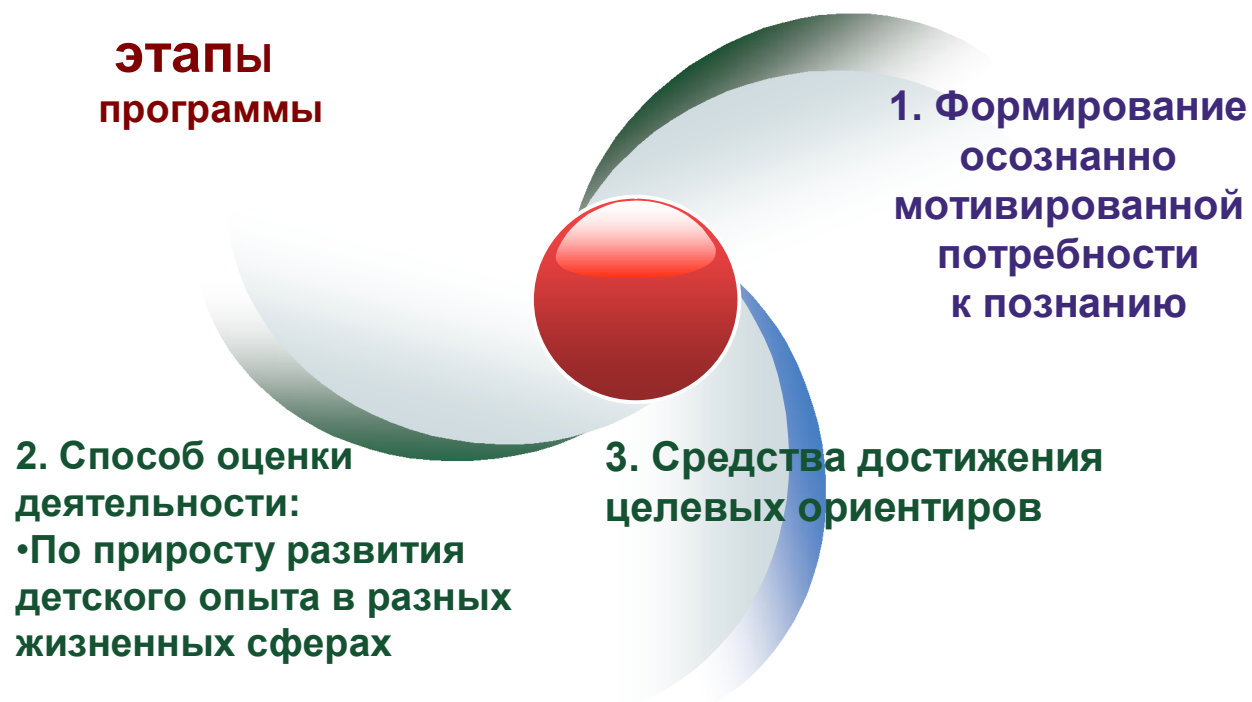 этапы
программы
1. Формирование
осознанно
мотивированной
потребности
к познанию
2. Способ оценки
деятельности:
•По приросту развития
детского опыта в разных
жизненных сферах
3. Средства достижения
целевых ориентиров